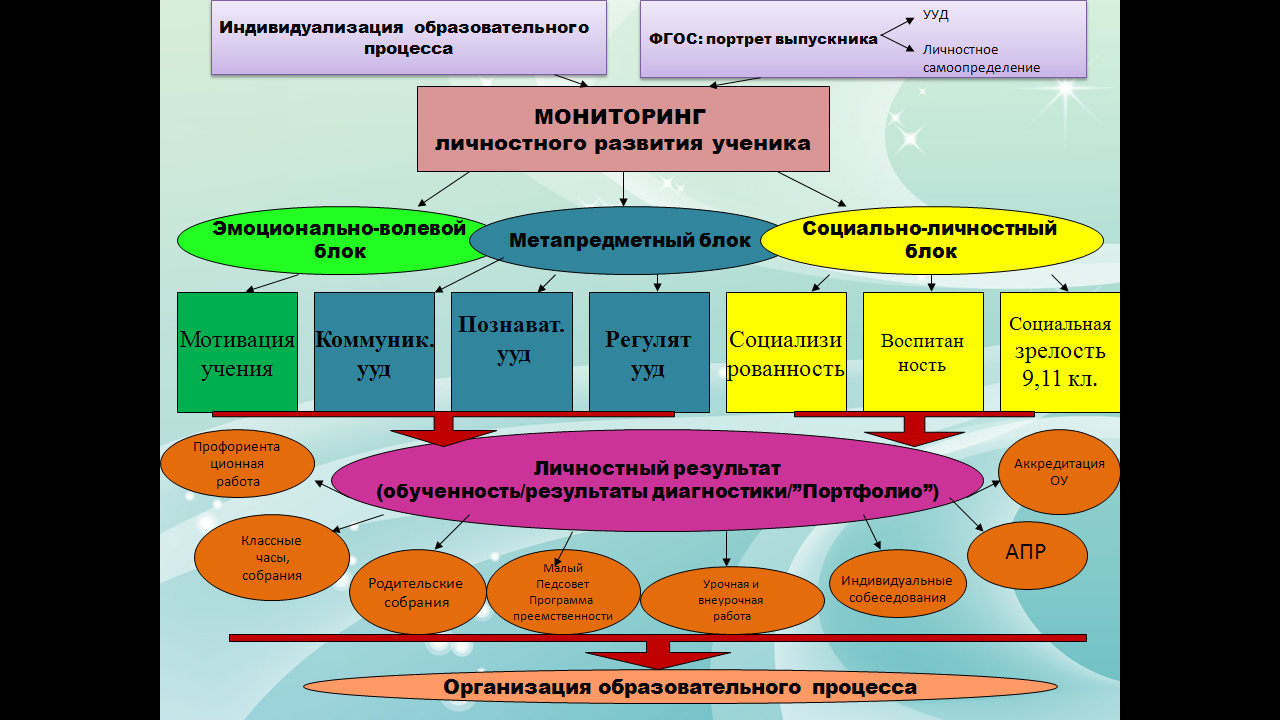 Индивидуализация образовательного
процесса
ФГОС: портрет выпускника
УУД
Личностное
самоопределение
МОНИТОРИНГ
личностного развития ученика
Эмоционально-волевой
блок
Метапредметный блок
Социально-личностный
блок
Мотивация
учения
Коммуник.
ууд
Познават.
ууд
Регулят
ууд
Социализи
рованность
Воспитан
ность
Социальная
зрелость
9,11 кл.
Личностный результат
(обученность/результаты диагностики/”Портфолио”)
Профориента
ционная
работа
Аккредитация
ОУ
Классные
часы,
собрания
АПР
Родительские
собрания
Малый
Педсовет
Программа
преемственности
Урочная и
внеурочная
работа
Индивидуальные
собеседования
Организация образовательного процесса